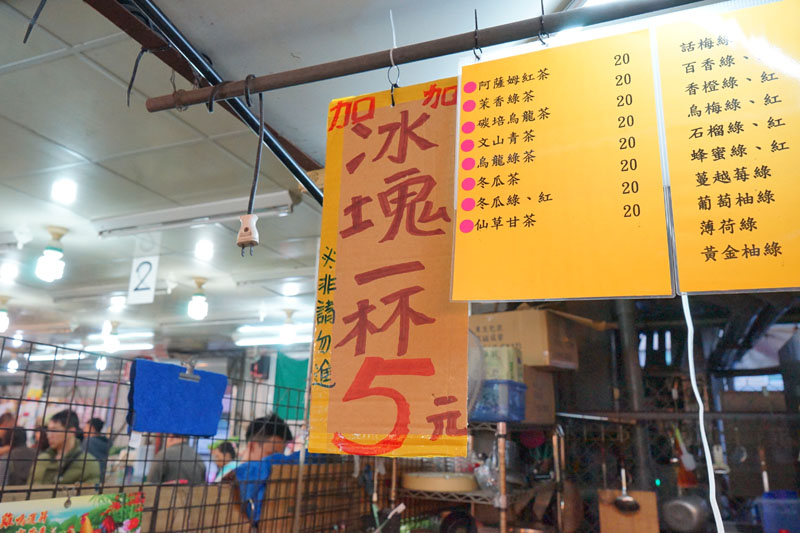 加 加
冰
塊
一
杯
5元
※非請勿進
2
阿薩姆紅茶 20
茉香綠茶 20
碳培烏龍茶 20
文山青茶 20
烏龍綠茶 20
冬瓜茶 20
冬瓜綠、紅 20
仙草甘茶 20
話梅綠
百香綠、紅
香橙綠、紅
烏梅綠、紅
石榴綠、紅
蜂蜜綠、紅
蔓越莓綠
葡萄柚綠
薄荷綠
黃金柚綠